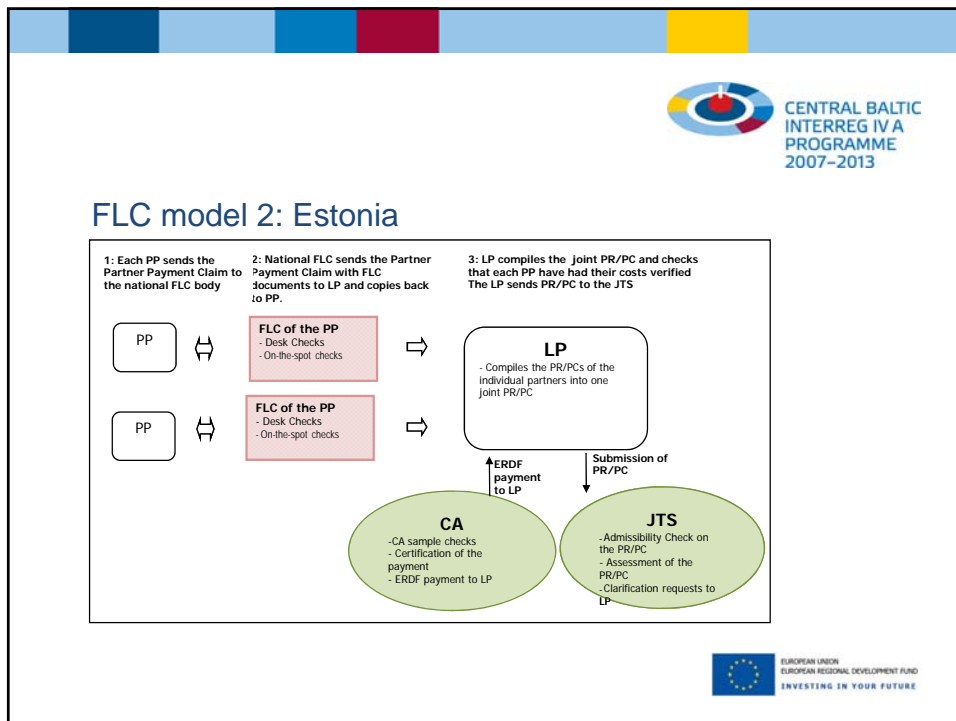 CENTRAL BALTIC
INTERREG IV A
PROGRAMME
2007–2013
FLC model 2: Estonia
1: Each PP sends the
Partner Payment Claim to
the national FLC body
2: National FLC sends the Partner
Payment Claim with FLC
documents to LP and copies back
to PP.
3: LP compiles the joint PR/PC and checks
that each PP have had their costs verified
The LP sends PR/PC to the JTS
PP
FLC of the PP
- Desk Checks
- On-the-spot checks
LP
- Compiles the PR/PCs of the
individual partners into one
joint PR/PC
PP
FLC of the PP
- Desk Checks
- On-the-spot checks
ERDF
payment
to LP
Submission of
PR/PC
CA
-CA sample checks
- Certification of the
payment
- ERDF payment to LP
JTS
- Admissibility Check on
the PR/PC
- Assessment of the
PR/PC
- Clarification requests to
LP
EUROPEAN UNION
EUROPEAN REGIONAL DEVELOPMENT FUND
INVESTING IN YOUR FUTURE